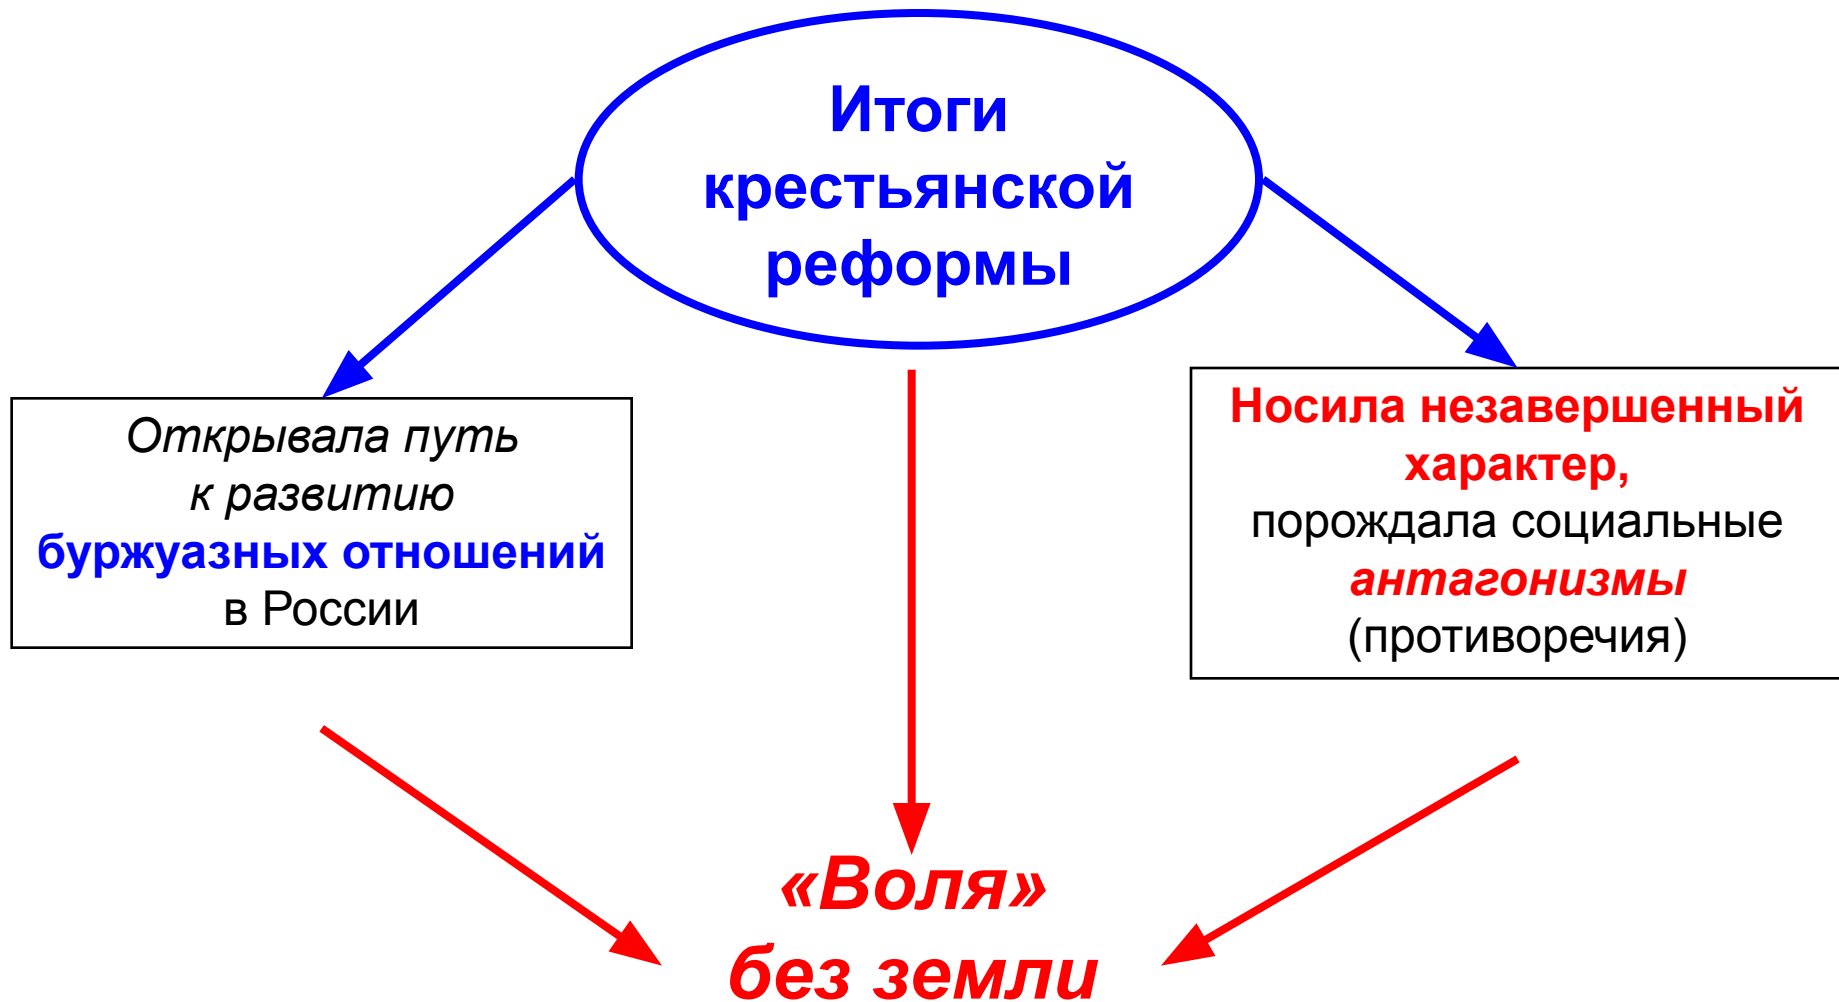 Итоги
крестьянской
реформы
Открывала путь
к развитию
буржуазных отношений
в России
Носила незавершенный
характер,
порождала социальные
антагонизмы
(противоречия)
«Воля»
без земли